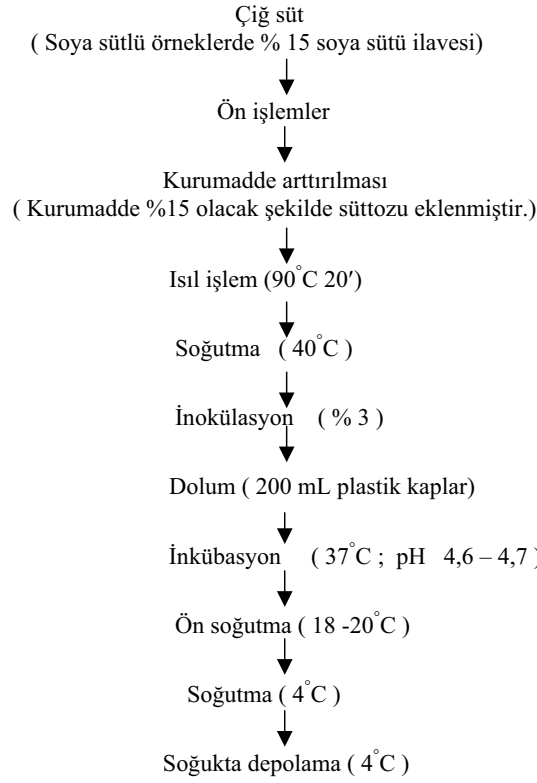 Çiğ süt
( Soya sütlü örneklerde % 15 soya sütü ilavesi)
Ön işlemler
Kurumadde arttırılması
( Kurumadde %15 olacak şekilde süttozu eklenmiştir.)
Isıl işlem (90°C 20′)
Soğutma ( 40°C )
İnokülasyon ( % 3 )
Dolum ( 200 mL plastik kaplar)
İnkübasyon ( 37°C ; pH 4,6 – 4,7 )
Ön soğutma ( 18 -20°C )
Soğutma ( 4°C )
Soğukta depolama ( 4°C )